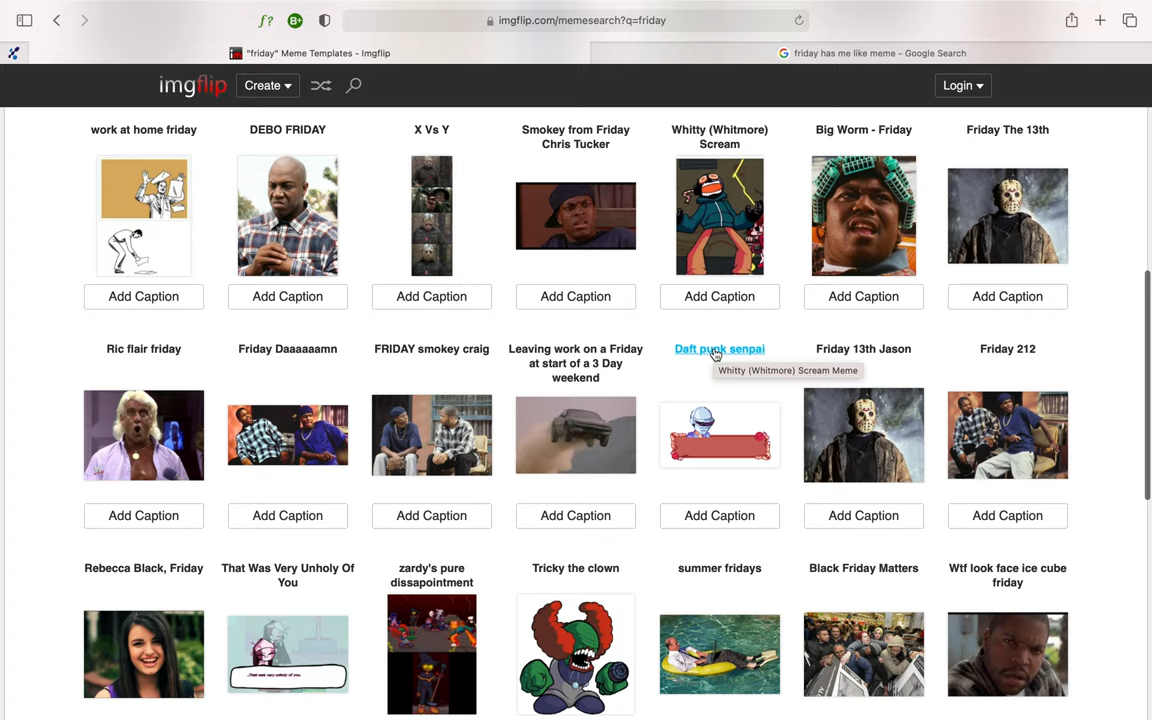 f?
B+
imgflip.com/memesearch?q=friday
"friday" Meme Templates - Imgflip
friday has me like meme - Google Search
imgflip
Create
Login
work at home friday
DEBO FRIDAY
X Vs Y
Smokey from Friday
Chris Tucker
Whitty (Whitmore)
Scream
Big Worm - Friday
Friday The 13th
Add Caption
Add Caption
Add Caption
Add Caption
Add Caption
Add Caption
Add Caption
Ric flair friday
Friday Daaaaaamn
FRIDAY smokey craig
Leaving work on a Friday
at start of a 3 Day
weekend
Daft punk senpai
Friday 13th Jason
Friday 212
Whitty (Whitmore) Scream Meme
Add Caption
Add Caption
Add Caption
Add Caption
Add Caption
Add Caption
Add Caption
Rebecca Black, Friday
That Was Very Unholy Of
You
zardy's pure
dissapointment
Tricky the clown
summer fridays
Black Friday Matters
Wtf look face ice cube
friday
...That was very unholy of you.